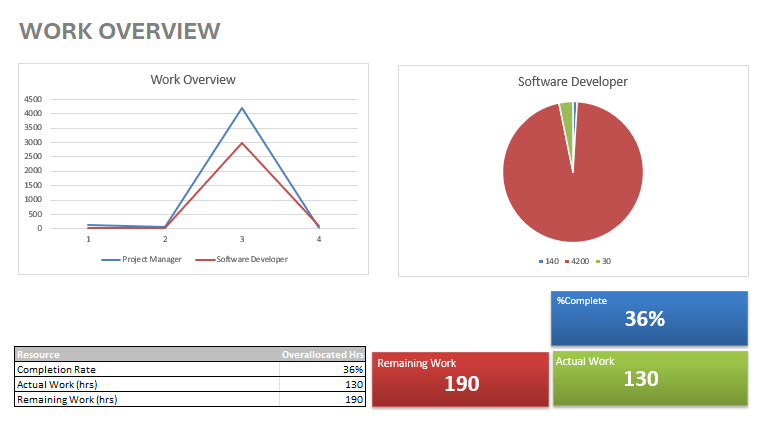 WORK OVERVIEW
Work Overview
4500
4000
3500
3000
2500
2000
1500
1000
500
0
1 2 3 4
Project Manager Software Developer
Software Developer
140 4200 30
%Complete
36%
Resource Overallocated Hrs
Completion Rate 36%
Actual Work (hrs) 130
Remaining Work (hrs) 190
Remaining Work
190
Actual Work
130